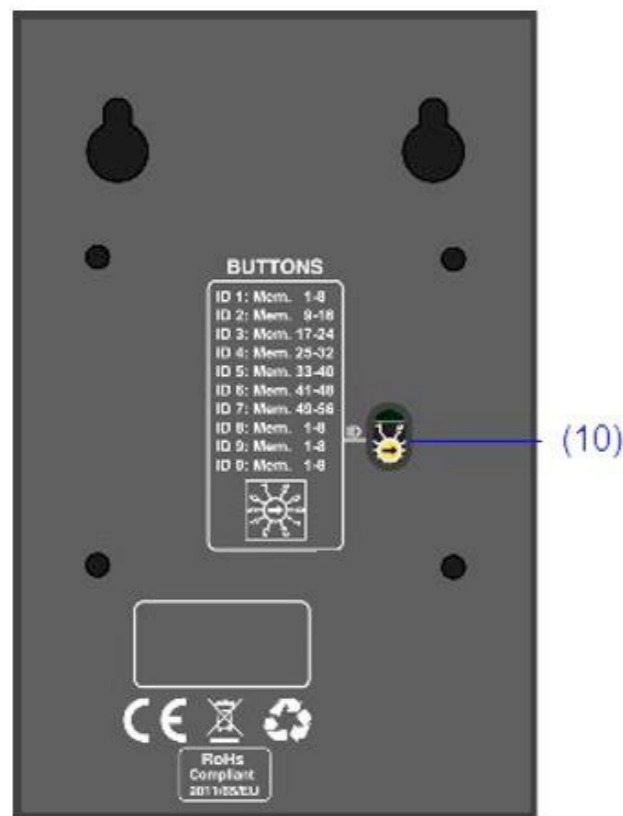 BUTTONS
ID 1: Mem. 1-8
ID 2: Mem. 9-16
ID 3: Mem. 17-24
ID 4: Mem. 25-32
ID 5: Mem. 33-40
ID 6: Mem. 41-48
ID 7: Mem. 49-56
ID 8: Mem. 1-8
ID 9: Mem. 1-8
ID 0: Mem. 1-8
ID
(10)
CE
RoHs
Compliant
2011/65/EU